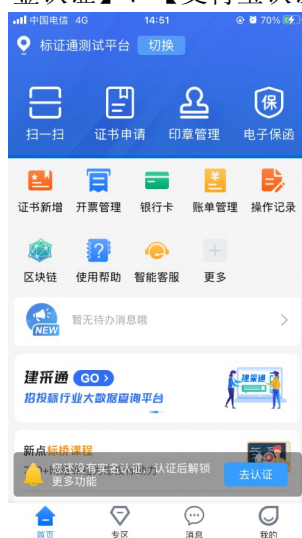 中国电信 4G 14:51 70%
标证通测试平台 切换
扫一扫 证书申请 印章管理 保 电子保函
证书新增 开票管理 银行卡 账单管理 操作记录
区块链 使用帮助 智能客服 更多
NEW 暂无待办消息哦
建采通 GO
招投标行业大数据查询平台
新点标桥课程
您还没有实名认证，认证后解锁
更多功能
去认证
首页 专区 消息 我的